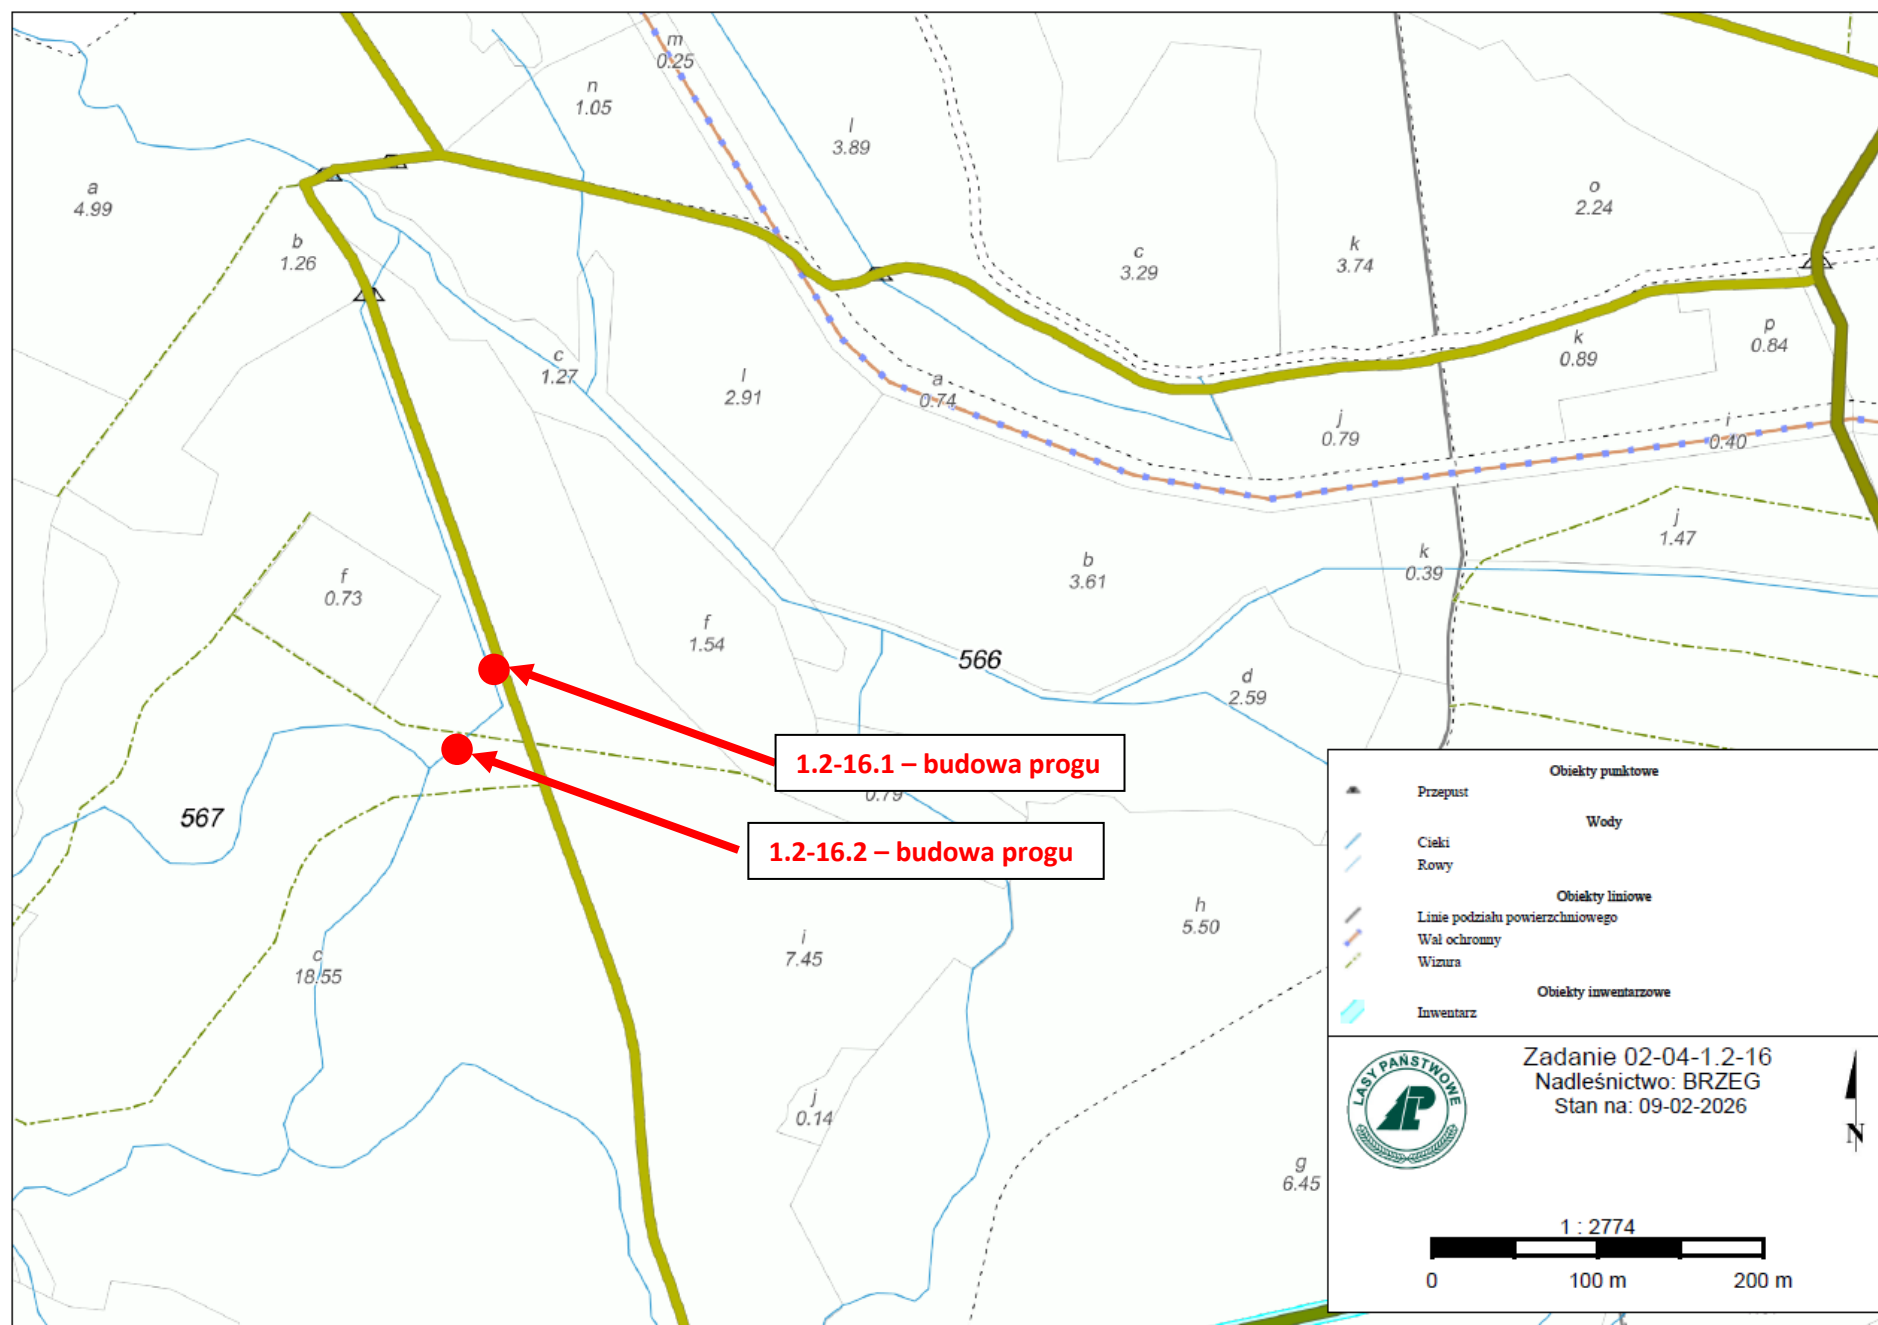 m
0.25
n
1.05
l
3.89
a
4.99
o
2.24
b
1.26
c
3.29
k
3.74
p
0.84
k
0.89
c
1.27
l
2.91
a
0.74
j
0.79
i
0.40
j
1.47
b
3.61
k
0.39
f
0.73
f
1.54
566
d
2.59
1.2-16.1 – budowa progu
0.79
567
1.2-16.2 – budowa progu
h
5.50
i
7.45
c
18.55
j
0.14
g
6.45
Obiekty punktowe
Przepust
Wody
Cieki
Rowy
Obiekty liniowe
Linie podziału powierzchniowego
Wał ochronny
Wizura
Obiekty inwentarzowe
Inwentarz
LASY PAŃSTWOWE
Zadanie 02-04-1.2-16
Nadleśnictwo: BRZEG
Stan na: 09-02-2026
N
1 : 2774
0 100 m 200 m